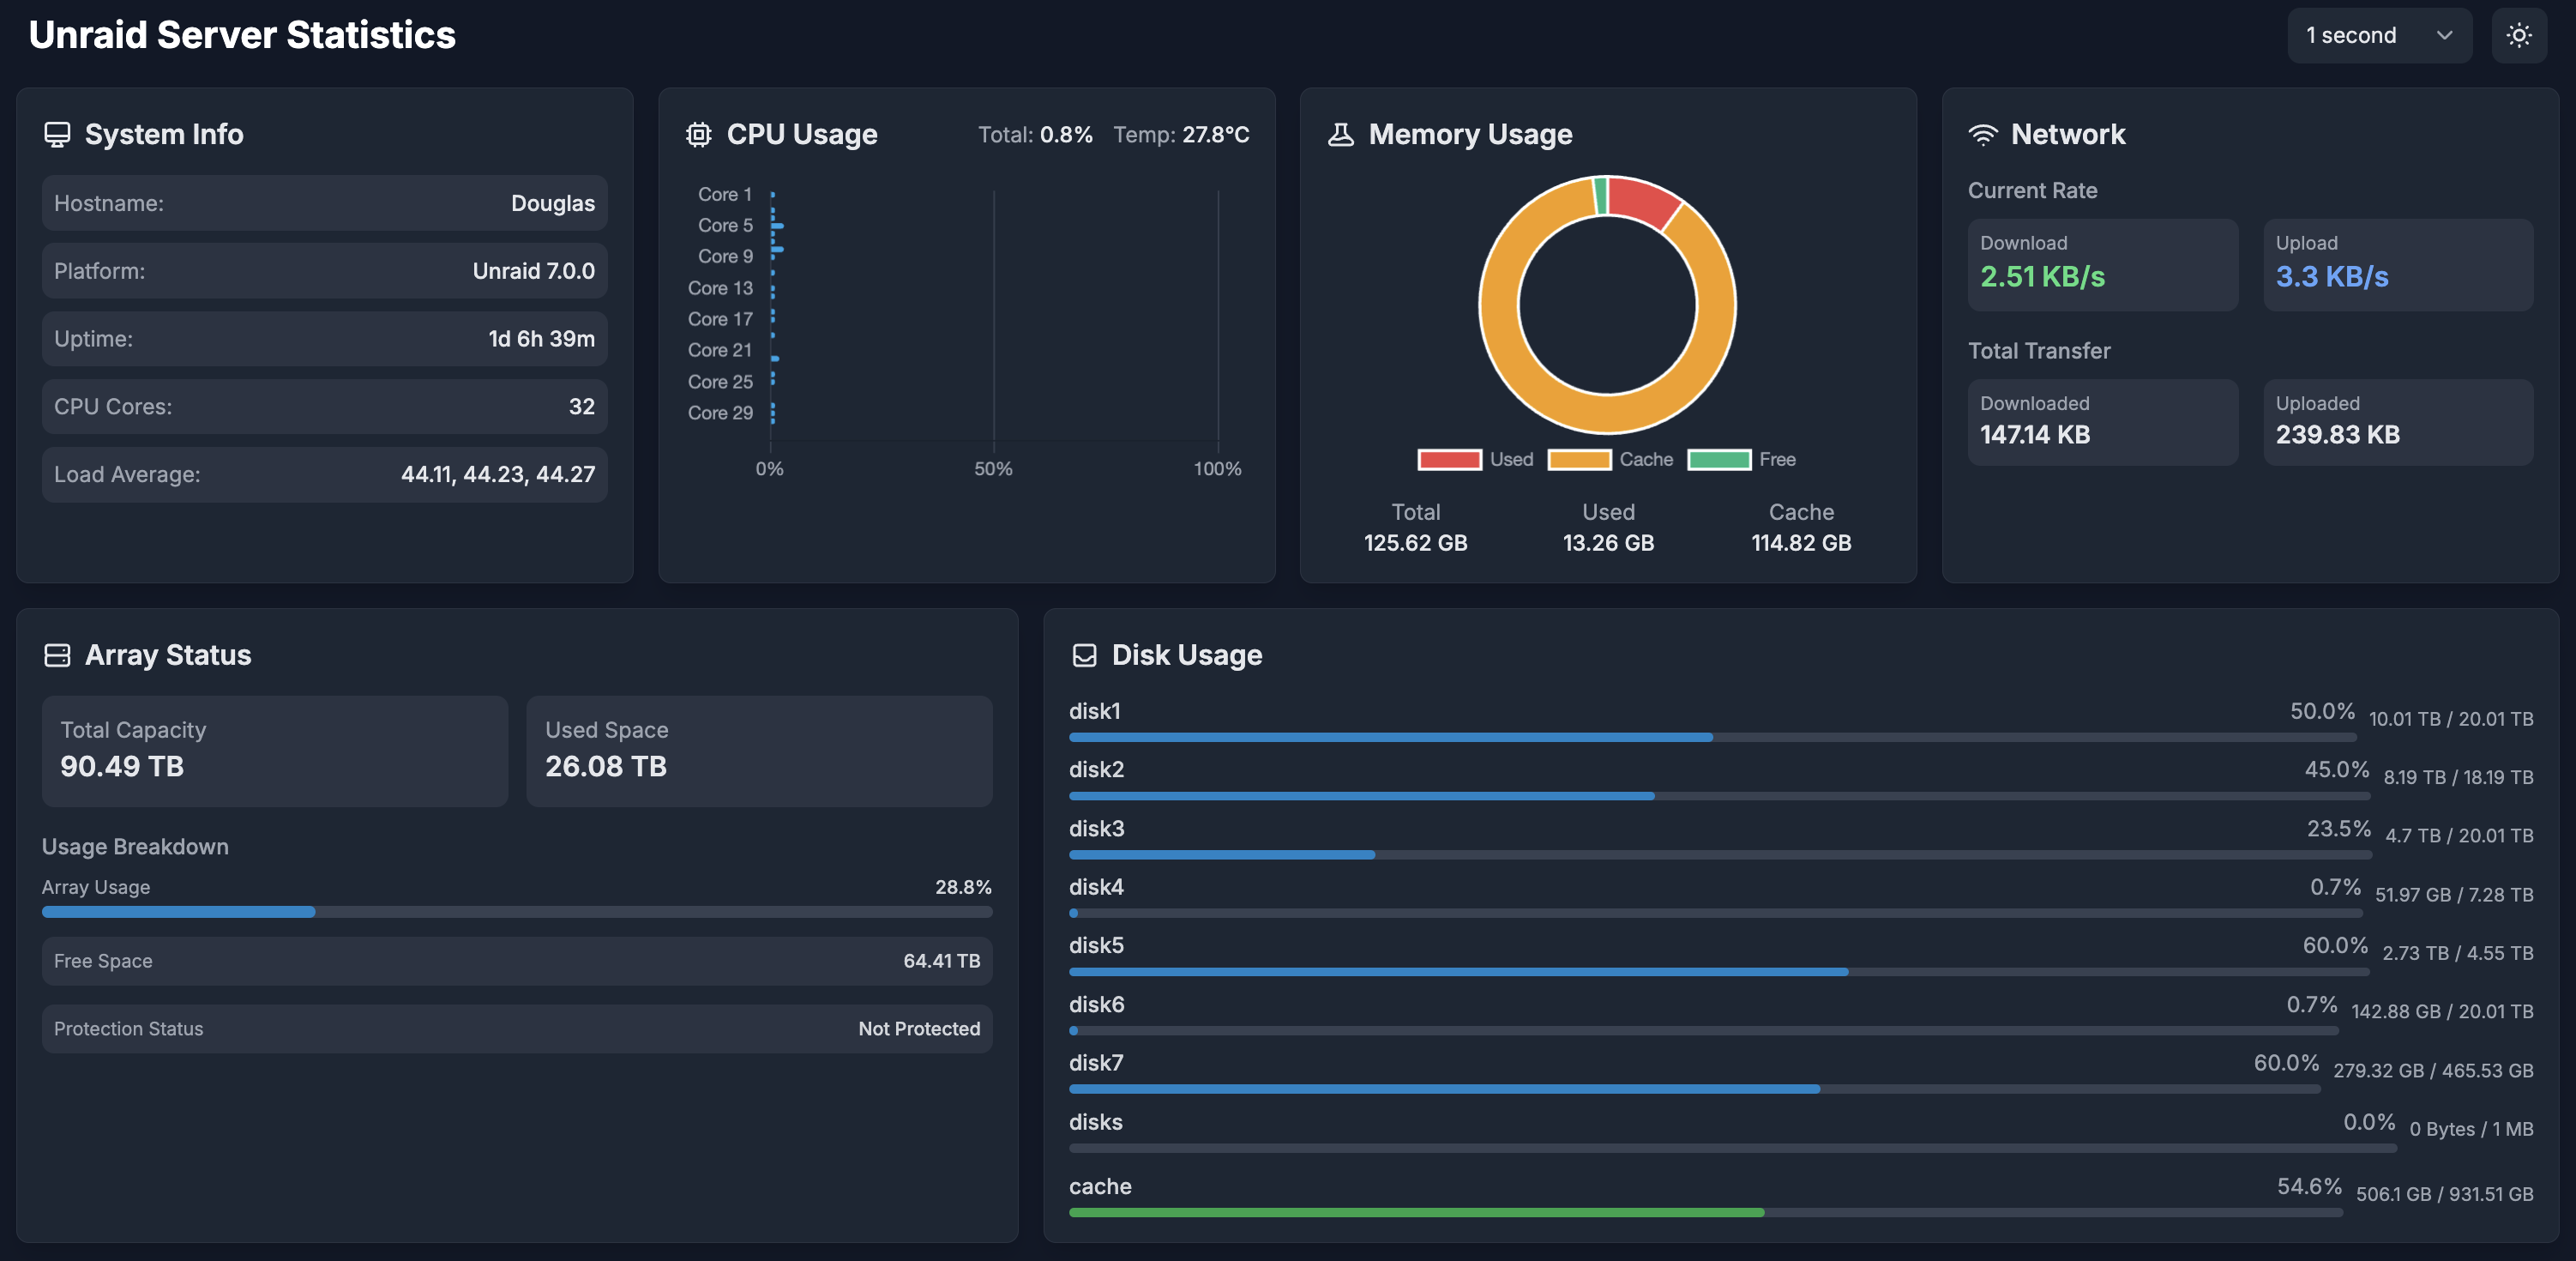 Unraid Server Statistics
1 second
System Info
Hostname: Douglas
Platform: Unraid 7.0.0
Uptime: 1d 6h 39m
CPU Cores: 32
Load Average: 44.11, 44.23, 44.27
CPU Usage Total: 0.8% Temp: 27.8°C
Core 1
Core 5
Core 9
Core 13
Core 17
Core 21
Core 25
Core 29
0% 50% 100%
Memory Usage
Used Cache Free
Total Used Cache
125.62 GB 13.26 GB 114.82 GB
Network
Current Rate
Download Upload
2.51 KB/s 3.3 KB/s
Total Transfer
Downloaded Uploaded
147.14 KB 239.83 KB
Array Status
Total Capacity Used Space
90.49 TB 26.08 TB
Usage Breakdown
Array Usage 28.8%
Free Space 64.41 TB
Protection Status Not Protected
Disk Usage
disk1 50.0% 10.01 TB / 20.01 TB
disk2 45.0% 8.19 TB / 18.19 TB
disk3 23.5% 4.7 TB / 20.01 TB
disk4 0.7% 51.97 GB / 7.28 TB
disk5 60.0% 2.73 TB / 4.55 TB
disk6 0.7% 142.88 GB / 20.01 TB
disk7 60.0% 279.32 GB / 465.53 GB
disks 0.0% 0 Bytes / 1 MB
cache 54.6% 506.1 GB / 931.51 GB